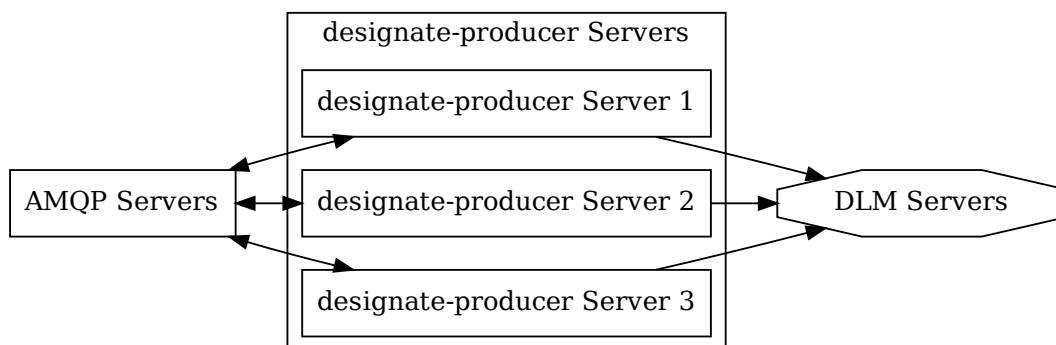 designate-producer Servers
designate-producer Server 1
AMQP Servers
designate-producer Server 2
DLM Servers
designate-producer Server 3